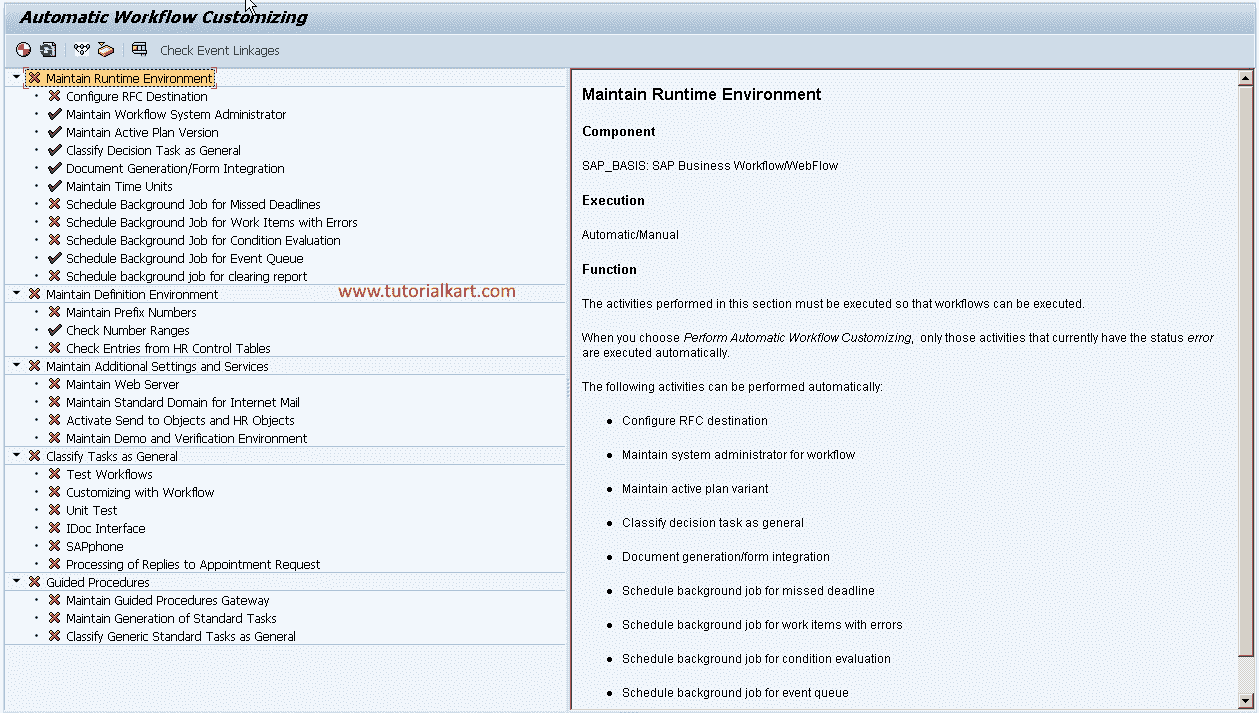 Automatic Workflow Customizing
Check Event Linkages
Maintain Runtime Environment
Configure RFC Destination
Maintain Workflow System Administrator
Maintain Active Plan Version
Classify Decision Task as General
Document Generation/Form Integration
Maintain Time Units
Schedule Background Job for Missed Deadlines
Schedule Background Job for Work Items with Errors
Schedule Background Job for Condition Evaluation
Schedule Background Job for Event Queue
Schedule background job for clearing report
Maintain Definition Environment
Maintain Prefix Numbers
Check Number Ranges
Check Entries from HR Control Tables
Maintain Additional Settings and Services
Maintain Web Server
Maintain Standard Domain for Internet Mail
Activate Send to Objects and HR Objects
Maintain Demo and Verification Environment
Classify Tasks as General
Test Workflows
Customizing with Workflow
Unit Test
IDoc Interface
SAPphone
Processing of Replies to Appointment Request
Guided Procedures
Maintain Guided Procedures Gateway
Maintain Generation of Standard Tasks
Classify Generic Standard Tasks as General
www.tutorialkart.com
Maintain Runtime Environment
Component
SAP_BASIS: SAP Business Workflow/WebFlow
Execution
Automatic/Manual
Function
The activities performed in this section must be executed so that workflows can be executed.
When you choose Perform Automatic Workflow Customizing, only those activities that currently have the status error
are executed automatically.
The following activities can be performed automatically:
● Configure RFC destination
● Maintain system administrator for workflow
● Maintain active plan variant
● Classify decision task as general
● Document generation/form integration
● Schedule background job for missed deadline
● Schedule background job for work items with errors
● Schedule background job for condition evaluation
● Schedule background job for event queue